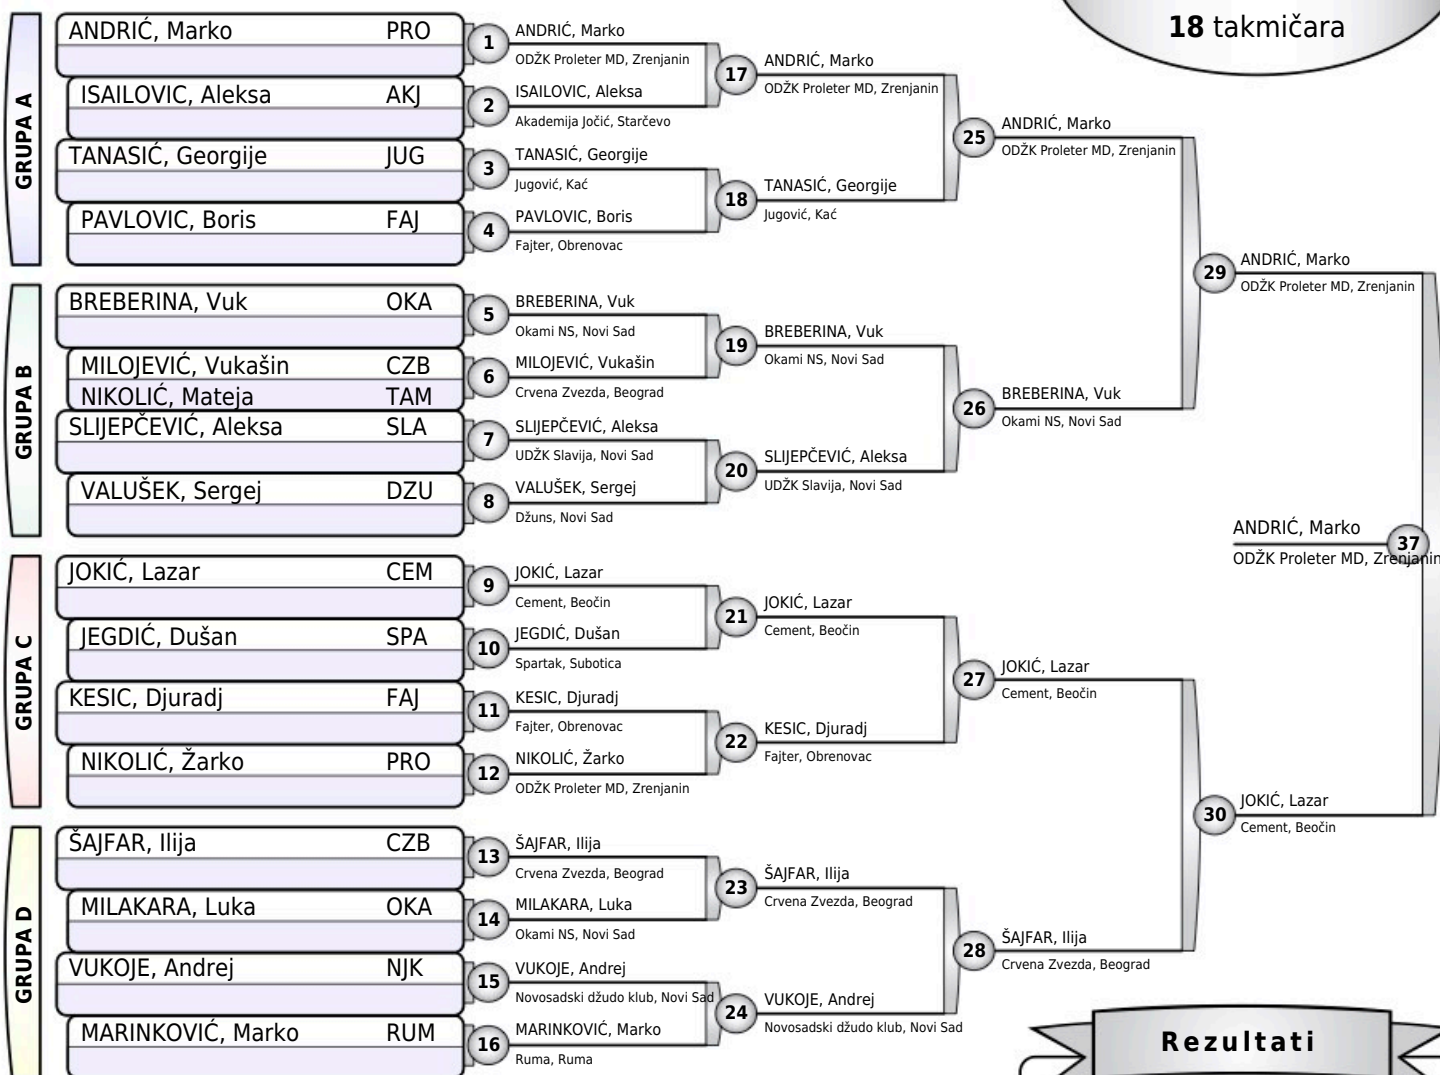 18 takmičara
GRUPA A
ANDRIĆ, Marko PRO
ISAILOVIC, Aleksa AKJ
TANASIĆ, Georgije JUG
PAVLOVIC, Boris FAJ
GRUPA B
BREBERINA, Vuk OKA
MILOJEVIĆ, Vukašin CZB
NIKOLIĆ, Mateja TAM
SLIJEPČEVIĆ, Aleksa SLA
VALUŠEK, Sergej DZU
GRUPA C
JOKIĆ, Lazar CEM
JEGDIĆ, Dušan SPA
KESIC, Djuradj FAJ
NIKOLIĆ, Žarko PRO
GRUPA D
ŠAJFAR, Ilija CZB
MILAKARA, Luka OKA
VUKOJE, Andrej NJK
MARINKOVIĆ, Marko RUM
1 ANDRIĆ, Marko
ODŽK Proleter MD, Zrenjanin
2 ISAILOVIC, Aleksa
Akademija Jočić, Starčevo
3 TANASIĆ, Georgije
Jugović, Kać
4 PAVLOVIC, Boris
Fajter, Obrenovac
5 BREBERINA, Vuk
Okami NS, Novi Sad
6 MILOJEVIĆ, Vukašin
Crvena Zvezda, Beograd
7 SLIJEPČEVIĆ, Aleksa
UDŽK Slavija, Novi Sad
8 VALUŠEK, Sergej
Džuns, Novi Sad
9 JOKIĆ, Lazar
Cement, Beočin
10 JEGDIĆ, Dušan
Spartak, Subotica
11 KESIC, Djuradj
Fajter, Obrenovac
12 NIKOLIĆ, Žarko
ODŽK Proleter MD, Zrenjanin
13 ŠAJFAR, Ilija
Crvena Zvezda, Beograd
14 MILAKARA, Luka
Okami NS, Novi Sad
15 VUKOJE, Andrej
Novosadski džudo klub, Novi Sad
16 MARINKOVIĆ, Marko
Ruma, Ruma
17 ANDRIĆ, Marko
ODŽK Proleter MD, Zrenjanin
18 TANASIĆ, Georgije
Jugović, Kać
19 BREBERINA, Vuk
Okami NS, Novi Sad
20 SLIJEPČEVIĆ, Aleksa
UDŽK Slavija, Novi Sad
21 JOKIĆ, Lazar
Cement, Beočin
22 KESIC, Djuradj
Fajter, Obrenovac
23 ŠAJFAR, Ilija
Crvena Zvezda, Beograd
24 VUKOJE, Andrej
Novosadski džudo klub, Novi Sad
25 ANDRIĆ, Marko
ODŽK Proleter MD, Zrenjanin
26 BREBERINA, Vuk
Okami NS, Novi Sad
27 JOKIĆ, Lazar
Cement, Beočin
28 ŠAJFAR, Ilija
Crvena Zvezda, Beograd
29 ANDRIĆ, Marko
ODŽK Proleter MD, Zrenjanin
30 JOKIĆ, Lazar
Cement, Beočin
ANDRIĆ, Marko 37
ODŽK Proleter MD, Zrenjanin
Rezultati